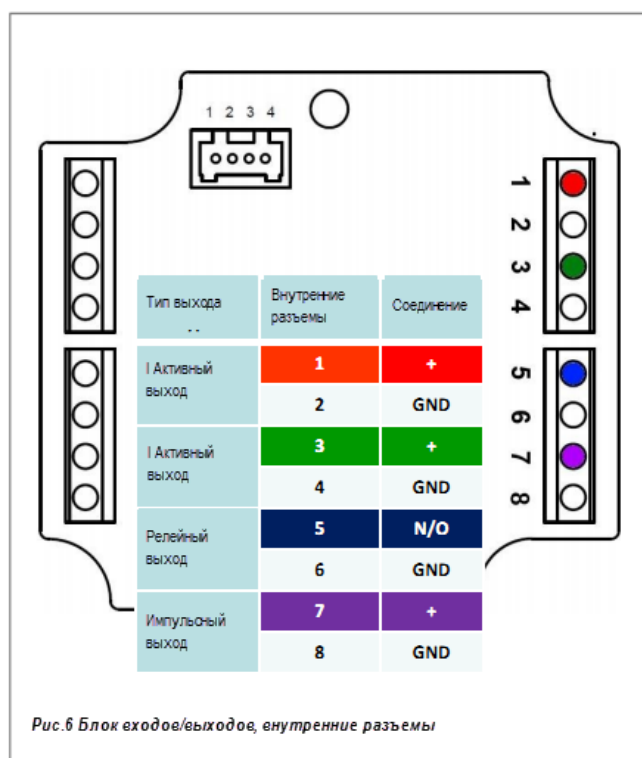 1 2 3 4
1
2
3
4
5
6
7
8
Тип выхода
Внутренние разъемы
Соединение
I Активный выход
1 +
2 GND
I Активный выход
3 +
4 GND
Релейный выход
5 N/O
6 GND
Импульсный выход
7 +
8 GND
Рис.6 Блок входов/выходов, внутренние разъемы